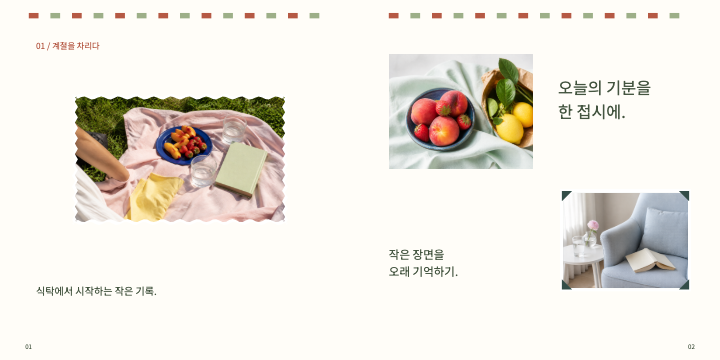 01 / 계절을 차리다
식탁에서 시작하는 작은 기록.
01
오늘의 기분을
한 접시에.
작은 장면을
오래 기억하기.
02